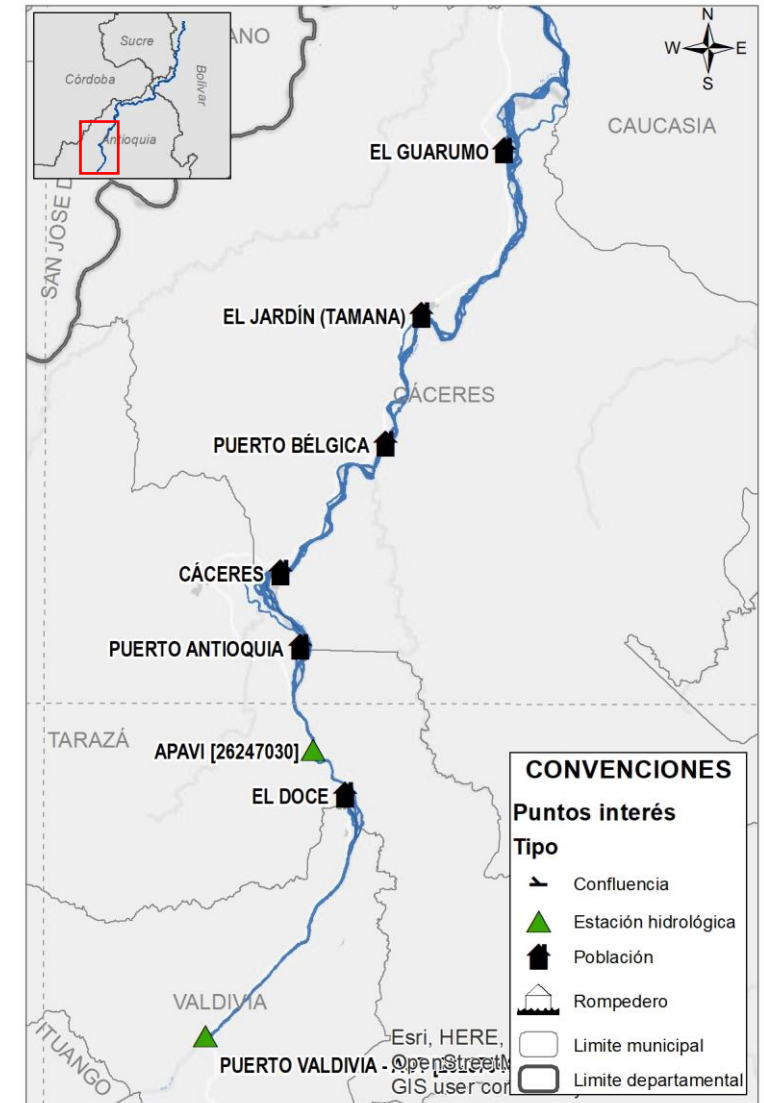 Sucre
Córdoba
Bolívar
Antioquia
ANO
N
W E
S
CAUCASIA
EL GUARUMO
SAN JOSE D
EL JARDÍN (TAMANA)
CÁCERES
PUERTO BÉLGICA
CÁCERES
PUERTO ANTIOQUIA
TARAZÁ
APAVI [26247030]
EL DOCE
CONVENCIONES
Puntos interés
Tipo
Confluencia
Estación hidrológica
Población
Rompedero
Limite municipal
Limite departamental
VALDIVIA
ITUANGO
PUERTO VALDIVIA -
Esri, HERE,
GIS user